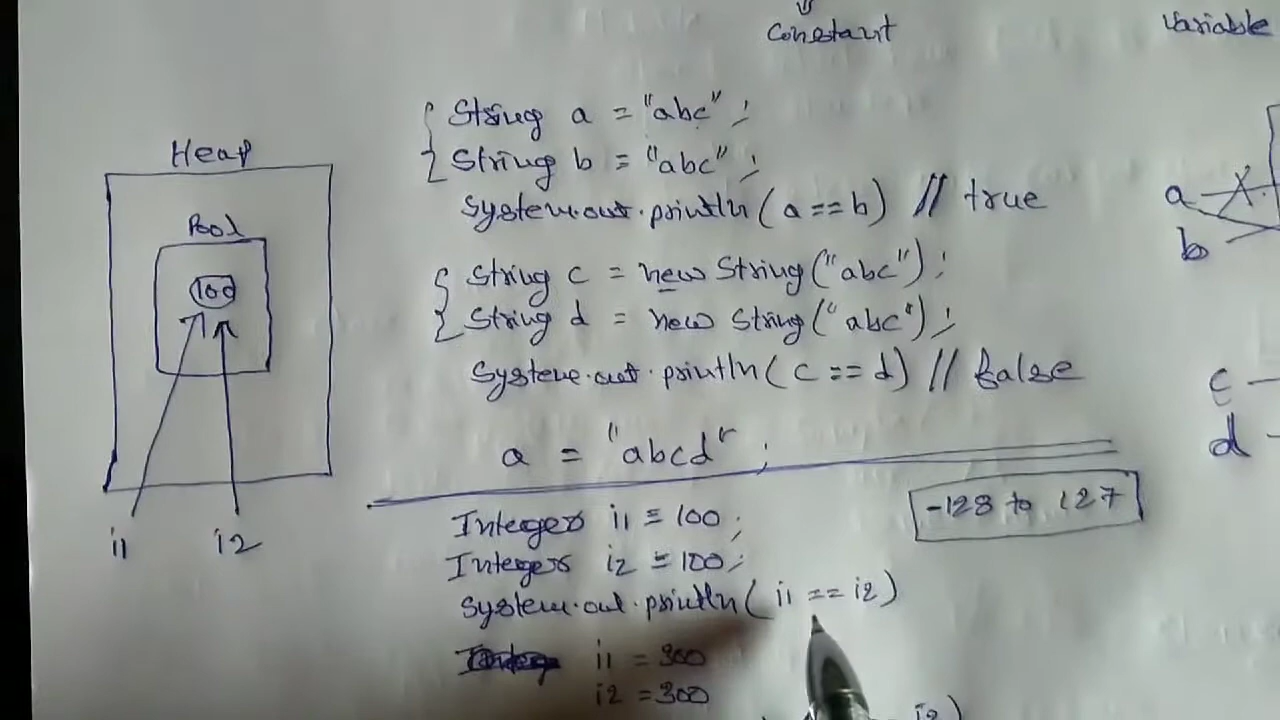 Constant
Variable
String a = "abc";
String b = "abc";
System.out.println(a==b) // true
String c = new String("abc");
String d = new String("abc");
System.out.println(c==d) // false
a = "abcd";
Heap
Pool
100
i1
i2
a
b
c
d
-128 to 127
Integer i1 = 100;
Integer i2 = 100;
System.out.println(i1 == i2)
i1 = 300
i2 = 300
i2)